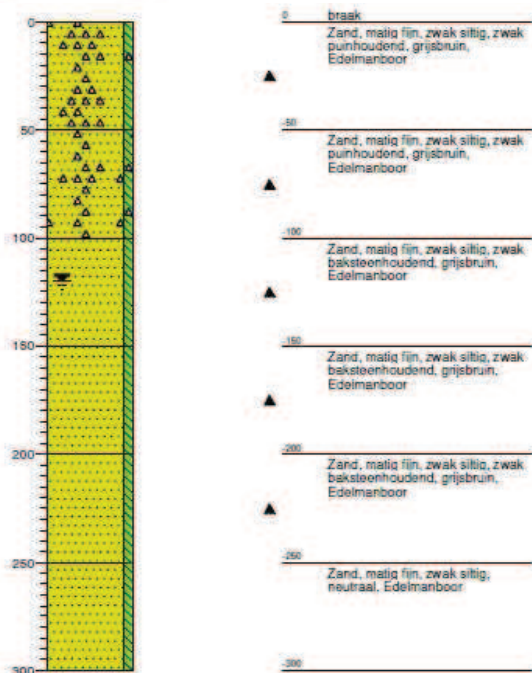 0
50
100
150
200
250
300
0 braak
Zand, matig fijn, zwak siltig, zwak
puinhoudend, grijsbruin,
Edelmanboor
-50
Zand, matig fijn, zwak siltig, zwak
puinhoudend, grijsbruin,
Edelmanboor
-100
Zand, matig fijn, zwak siltig, zwak
baksteenhoudend, grijsbruin,
Edelmanboor
-150
Zand, matig fijn, zwak siltig, zwak
baksteenhoudend, grijsbruin,
Edelmanboor
-200
Zand, matig fijn, zwak siltig, zwak
baksteenhoudend, grijsbruin,
Edelmanboor
-250
Zand, matig fijn, zwak siltig,
neutraal, Edelmanboor
-300